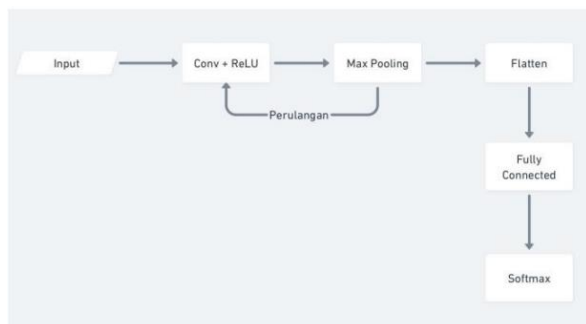 Input
Conv + ReLU
Max Pooling
Flatten
Perulangan
Fully
Connected
Softmax